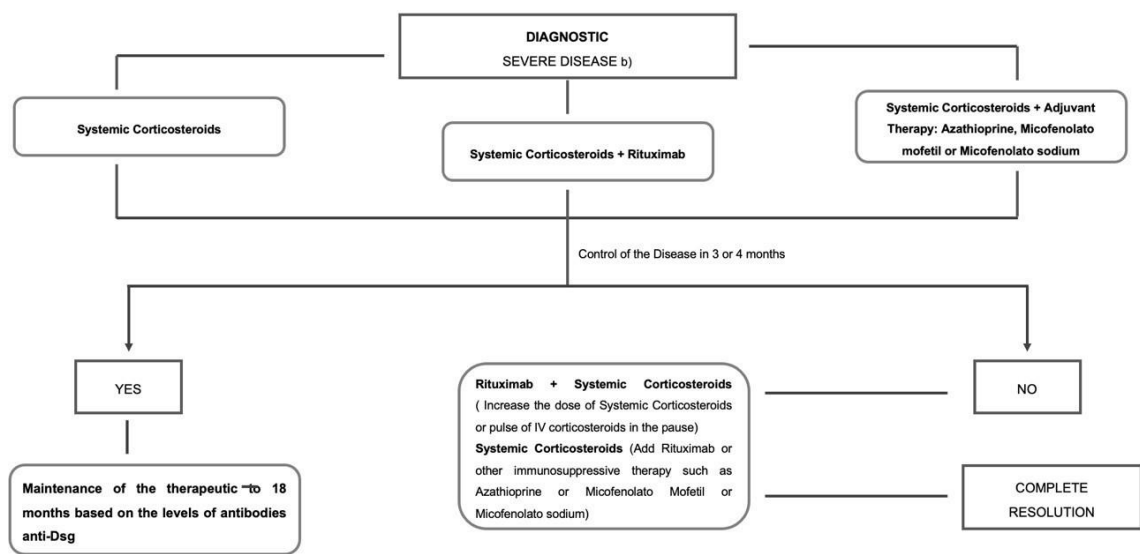 DIAGNOSTIC
SEVERE DISEASE b)
Systemic Corticosteroids
Systemic Corticosteroids + Rituximab
Systemic Corticosteroids + Adjuvant
Therapy: Azathioprine, Micofenolato
mofetil or Micofenolato sodium
Control of the Disease in 3 or 4 months
YES
NO
Rituximab + Systemic Corticosteroids
( Increase the dose of Systemic Corticosteroids
or pulse of IV corticosteroids in the pause)
Systemic Corticosteroids (Add Rituximab or
other immunosuppressive therapy such as
Azathioprine or Micofenolato Mofetil or
Micofenolato sodium)
Maintenance of the therapeutic to 18
months based on the levels of antibodies
anti-Dsg
COMPLETE
RESOLUTION